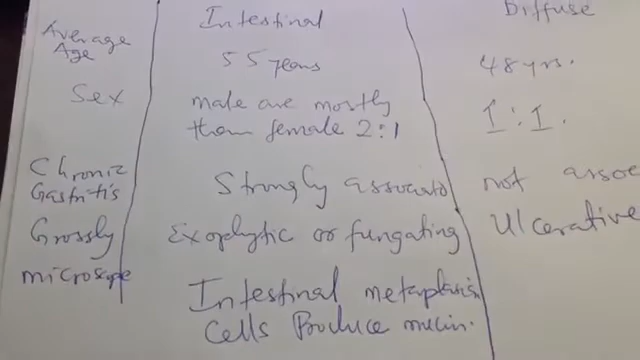 Intestinal
Diffuse
Average
Age
55 years
48 yrs.
Sex
male are mostly
than female 2:1
1:1.
Chronic
Gastritis
Strongly associate
not assoc
Grossly
Exophytic or fungating
Ulcerative
microscope
Intestinal metaplasia
Cells Produce mucin.